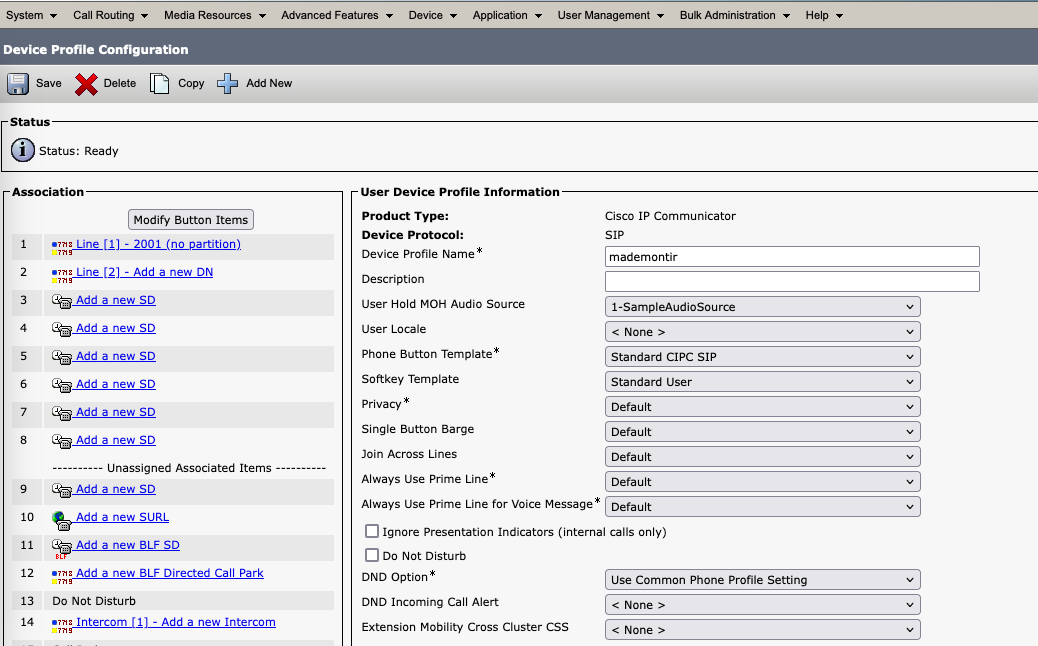 System Call Routing Media Resources Advanced Features Device Application User Management Bulk Administration Help
Device Profile Configuration
Save Delete Copy Add New
Status
Status: Ready
Association
Modify Button Items
1 Line [1] - 2001 (no partition)
2 Line [2] - Add a new DN
3 Add a new SD
4 Add a new SD
5 Add a new SD
6 Add a new SD
7 Add a new SD
8 Add a new SD
---------- Unassigned Associated Items ----------
9 Add a new SD
10 Add a new SURL
11 Add a new BLF SD
12 Add a new BLF Directed Call Park
13 Do Not Disturb
14 Intercom [1] - Add a new Intercom
User Device Profile Information
Product Type: Cisco IP Communicator
Device Protocol: SIP
Device Profile Name* mademontir
Description
User Hold MOH Audio Source 1-SampleAudioSource
User Locale < None >
Phone Button Template* Standard CIPC SIP
Softkey Template Standard User
Privacy* Default
Single Button Barge Default
Join Across Lines Default
Always Use Prime Line* Default
Always Use Prime Line for Voice Message* Default
Ignore Presentation Indicators (internal calls only)
Do Not Disturb
DND Option* Use Common Phone Profile Setting
DND Incoming Call Alert < None >
Extension Mobility Cross Cluster CSS < None >